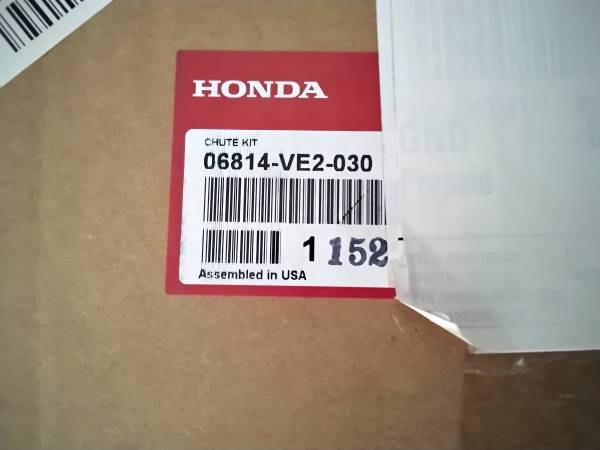 HONDA
CHUTE KIT
06814-VE2-030
1 152
Assembled in USA
GND
Prepaid